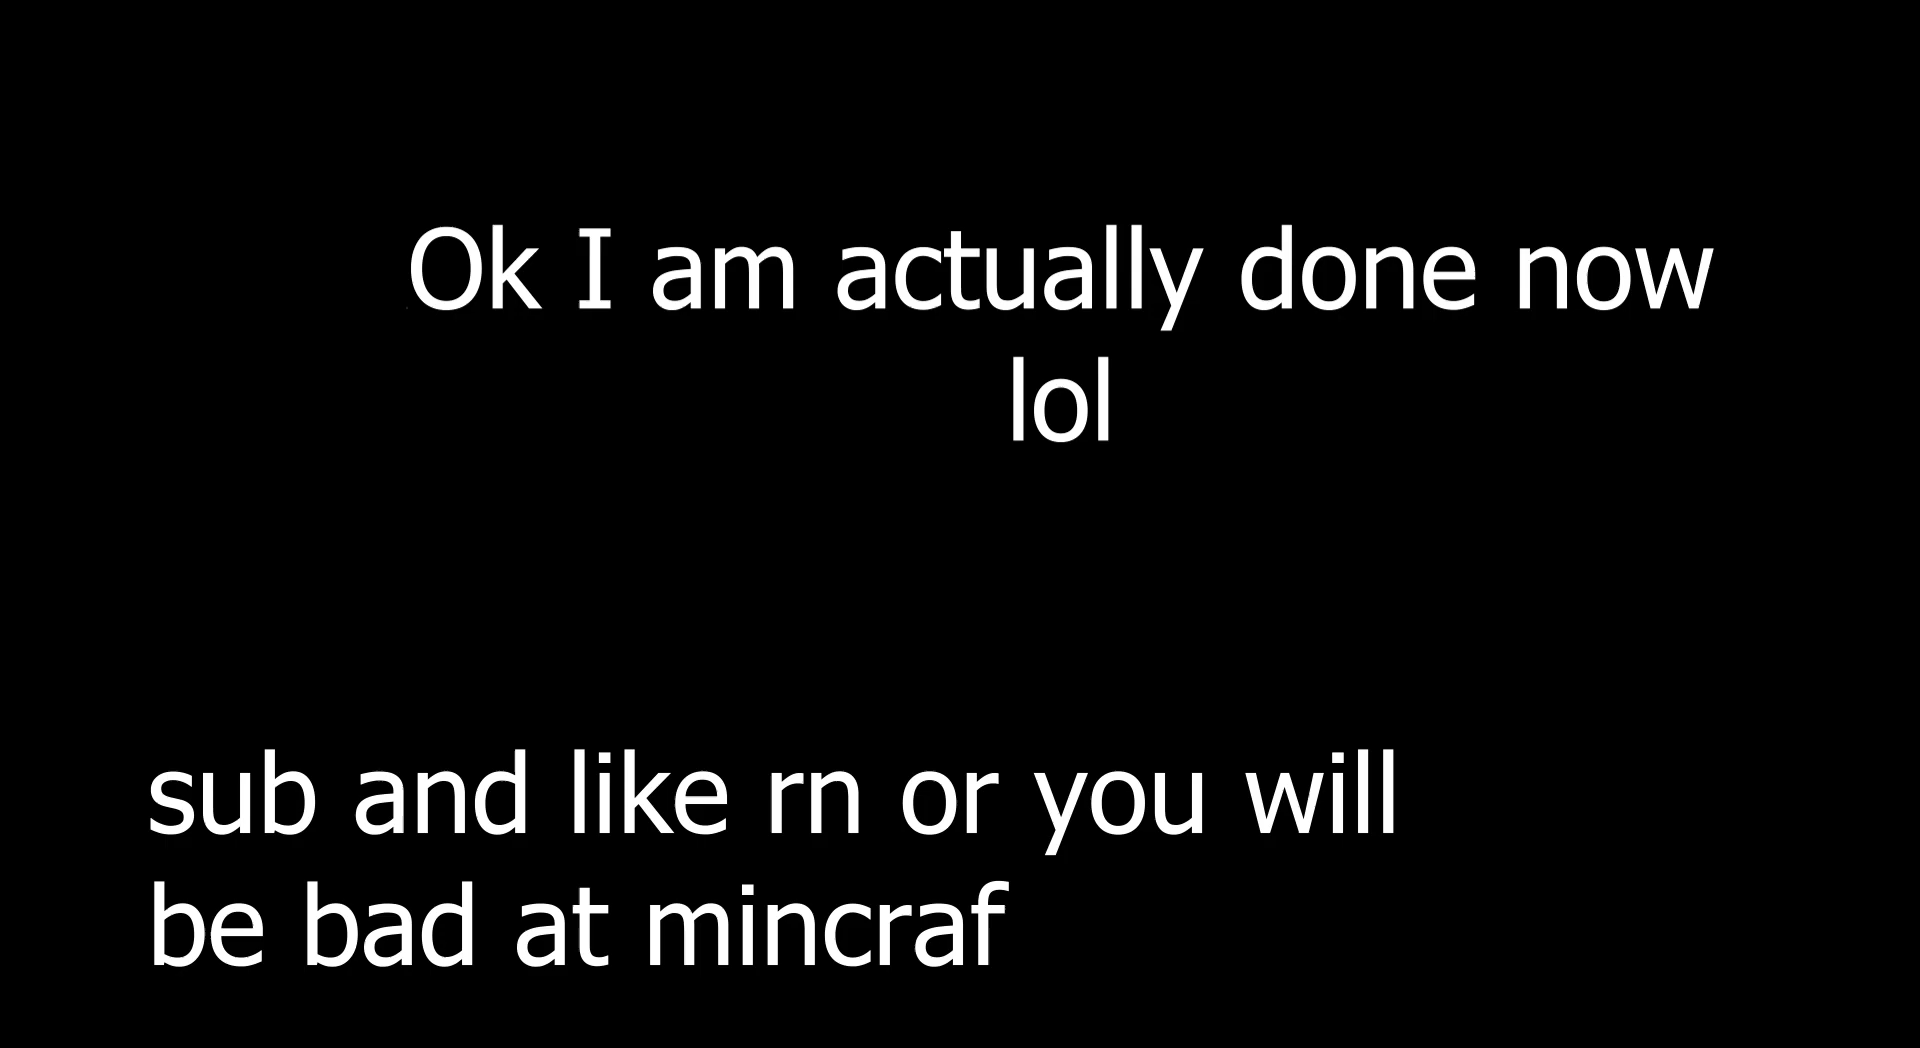 Ok I am actually done now
lol
sub and like rn or you will
be bad at mincraf